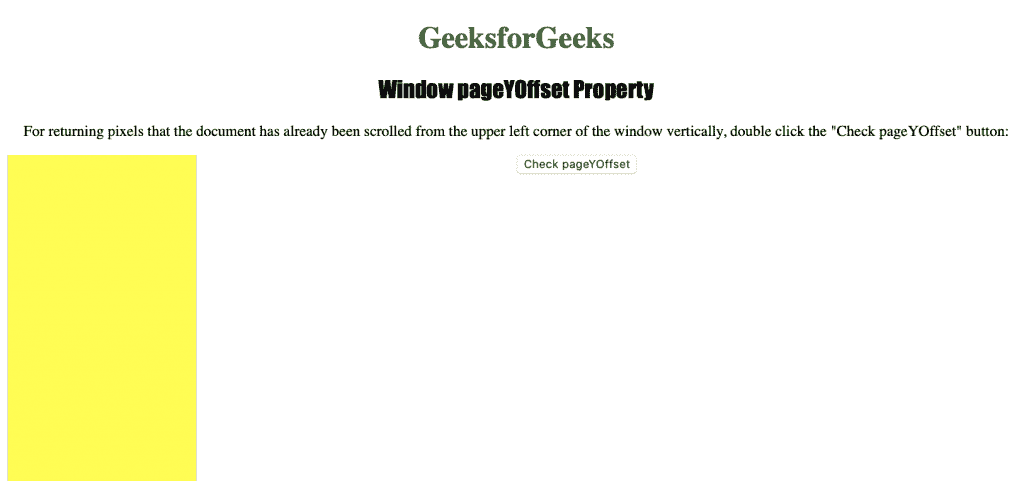 GeeksforGeeks
Window pageYOffset Property
For returning pixels that the document has already been scrolled from the upper left corner of the window vertically, double click the "Check pageYOffset" button:
Check pageYOffset